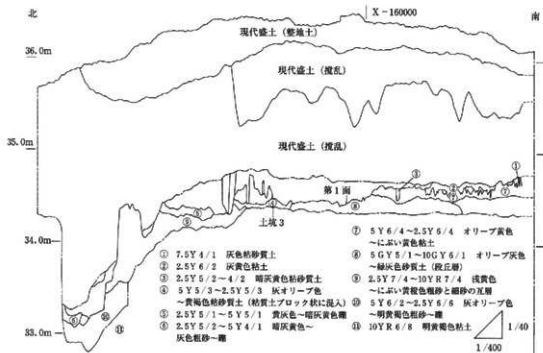 北
X-160000
南
現代盛土（整地土）
36.0m
現代盛土（撹乱）
35.0m
現代盛土（撹乱）
③
①
第1面
②
⑦
⑧
土坑3
34.0m
33.0m
⑤
⑥
⑩
⑪
① 7.5Y4/1 灰色粘砂質土
② 2.5Y6/2 灰黄色粘土
③ 2.5Y5/2～4/2 暗灰黄色粘砂質土
④ 5Y5/3～2.5Y5/3 灰オリーブ色
～黄褐色粘砂質土（粘質土ブロック状に混入）
⑤ 2.5Y5/1～5Y5/1 黄灰色～暗灰黄色礫
⑥ 2.5Y5/2～5Y4/1 暗灰黄色～
灰色粗砂～礫
⑦ 5Y6/4～2.5Y6/4 オリーブ黄色
～にぶい黄色粘土
⑧ 5GY5/1～10GY6/1 オリーブ灰色
～緑灰色砂質土（段丘層）
⑨ 2.5Y7/4～10YR7/4 浅黄色
～にぶい黄橙色粗砂と細砂の互層
⑩ 5Y6/2～2.5Y6/6 灰オリーブ色
～明黄褐色粗砂～礫
⑪ 10YR6/8 明黄褐色粘土
1/40
1/400